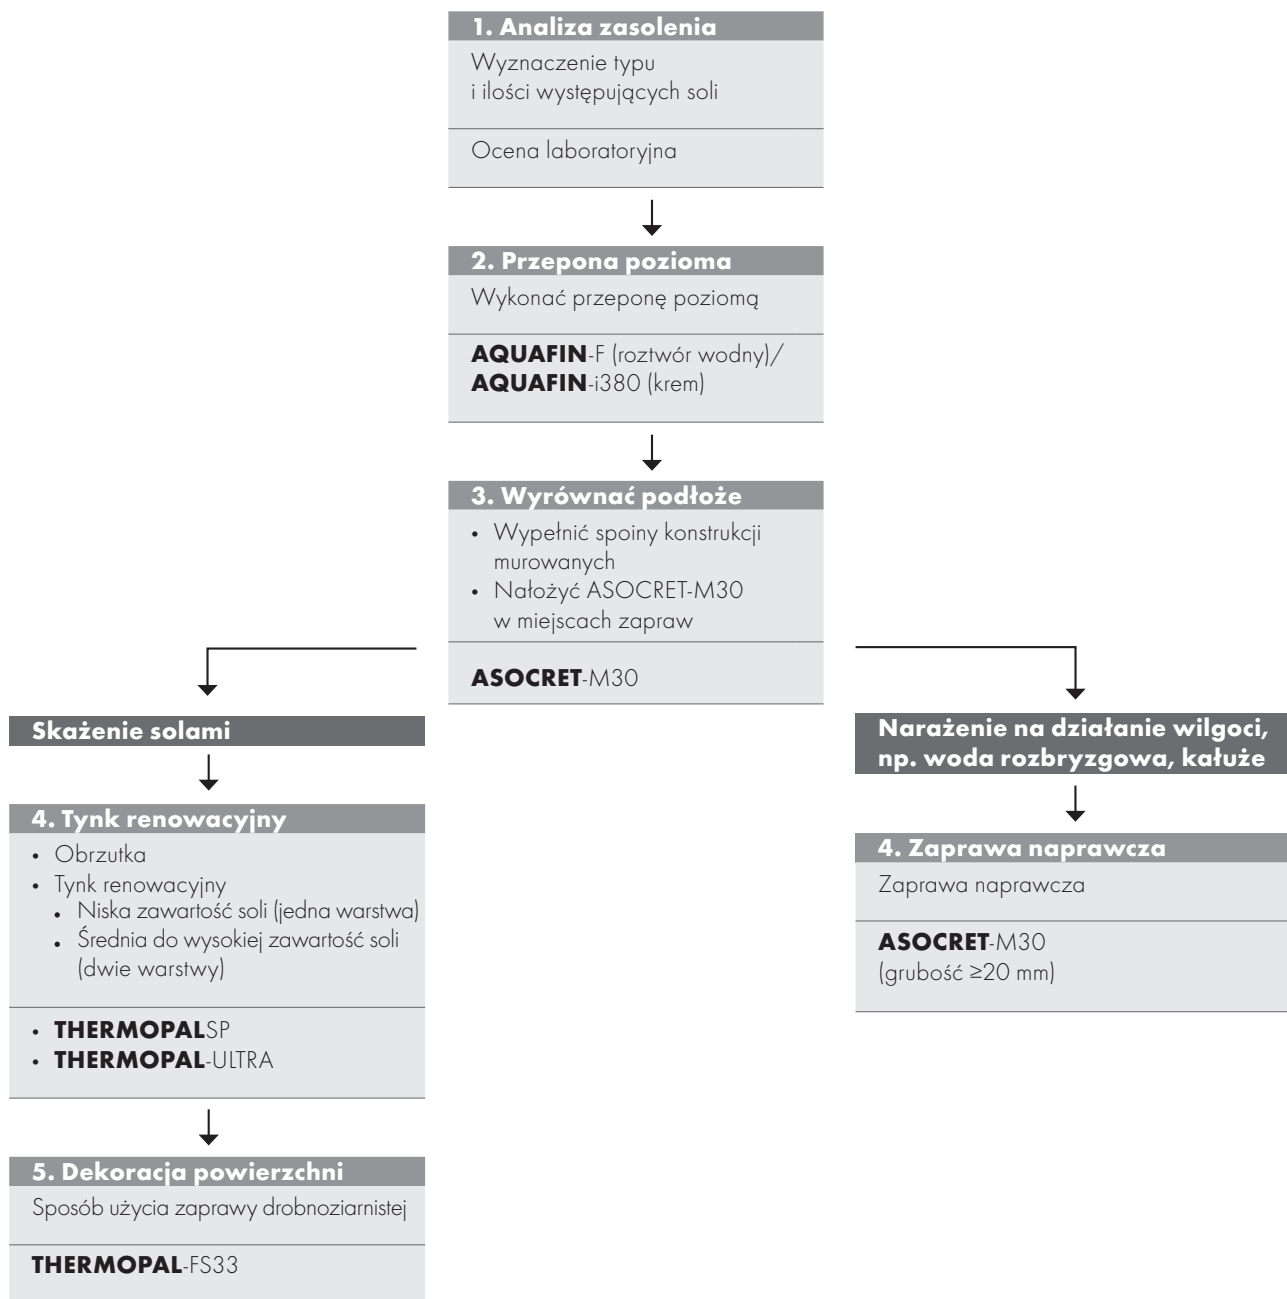 1. Analiza zasolenia
Wyznaczenie typu
i ilości występujących soli
Ocena laboratoryjna
2. Przepona pozioma
Wykonać przeponę poziomą
AQUAFIN-F (roztwór wodny)/
AQUAFIN-i380 (krem)
3. Wyrównać podłoże
• Wypełnić spoiny konstrukcji
murowanych
• Nałożyć ASOCRET-M30
w miejscach zapraw
ASOCRET-M30
Skażenie solami
4. Tynk renowacyjny
• Obrzutka
• Tynk renowacyjny
• Niska zawartość soli (jedna warstwa)
• Średnia do wysokiej zawartość soli
(dwie warstwy)
• THERMOPALSP
• THERMOPAL-ULTRA
5. Dekoracja powierzchni
Sposób użycia zaprawy drobnoziarnistej
THERMOPAL-FS33
Narażenie na działanie wilgoci,
np. woda rozbryzgowa, kałuże
4. Zaprawa naprawcza
Zaprawa naprawcza
ASOCRET-M30
(grubość ≥20 mm)